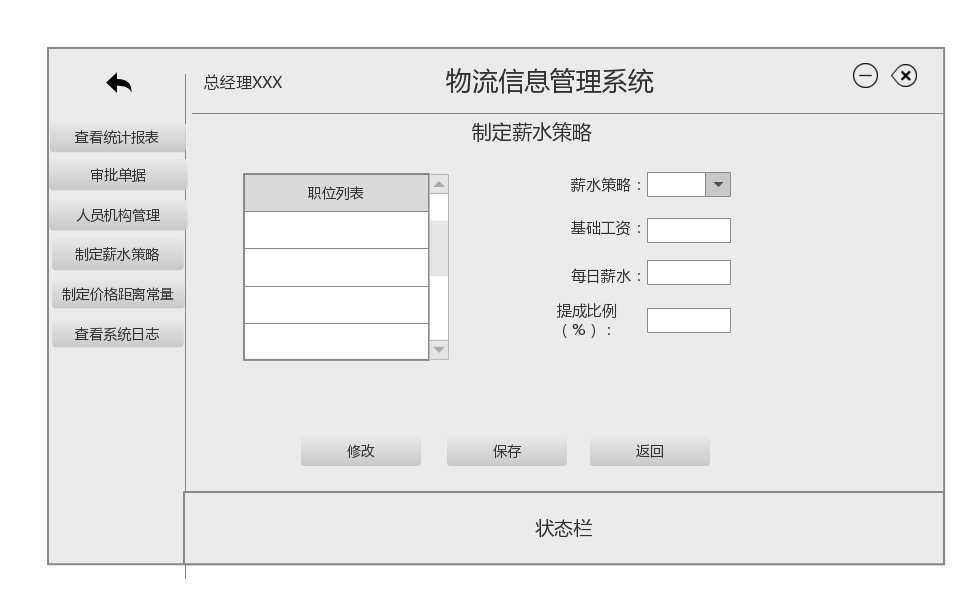 总经理XXX
物流信息管理系统
制定薪水策略
查看统计报表
审批单据
人员机构管理
制定薪水策略
制定价格距离常量
查看系统日志
职位列表
薪水策略：
基础工资：
每日薪水：
提成比例
（%）：
修改
保存
返回
状态栏